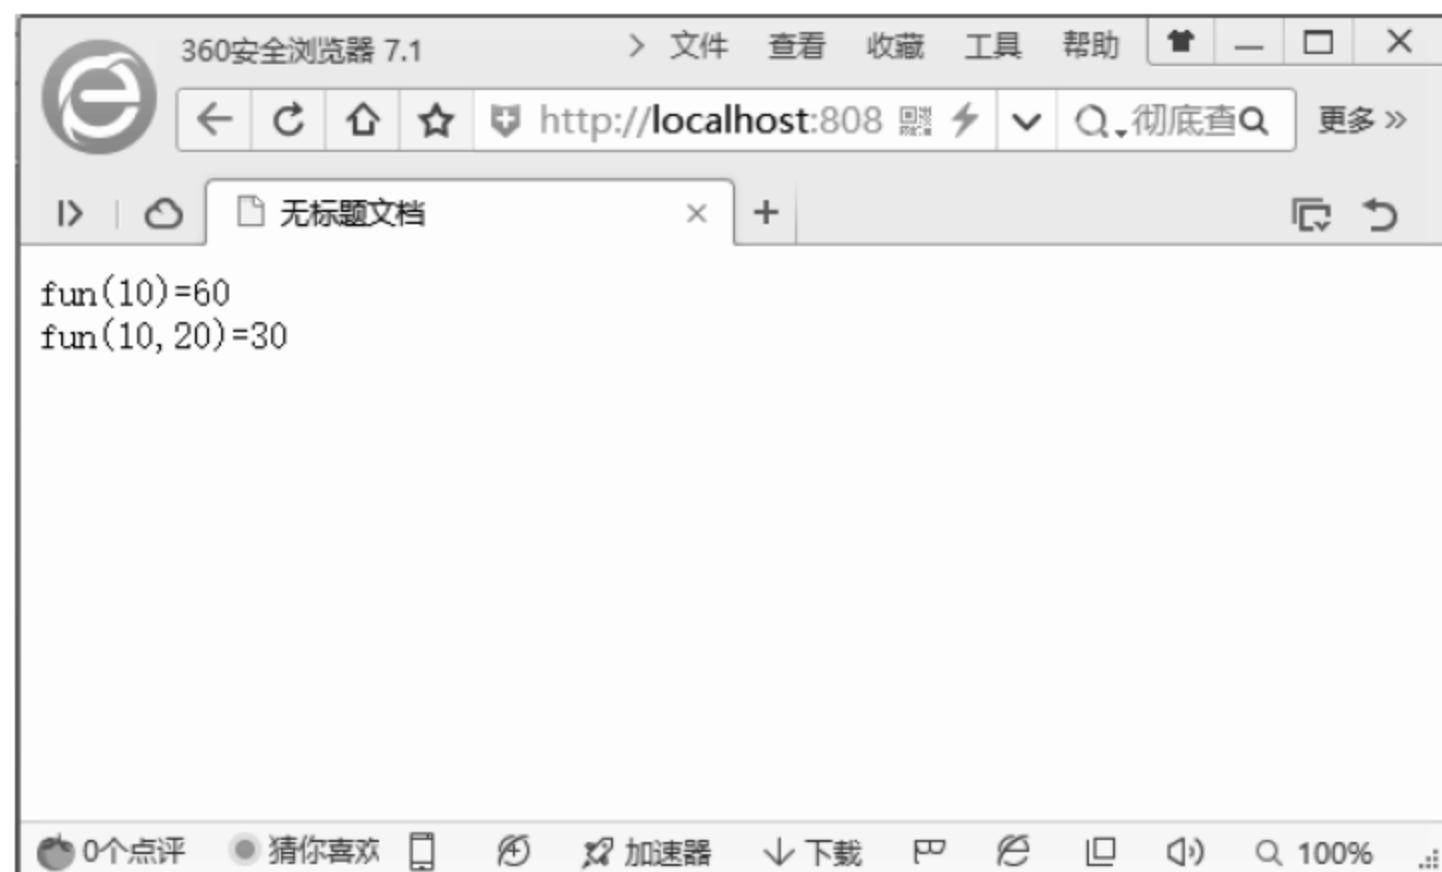 360安全浏览器 7.1 > 文件 查看 收藏 工具 帮助
http://localhost:808 彻底查 更多 »
无标题文档
fun(10)=60
fun(10,20)=30
0个点评 猜你喜欢 加速器 下载 100%